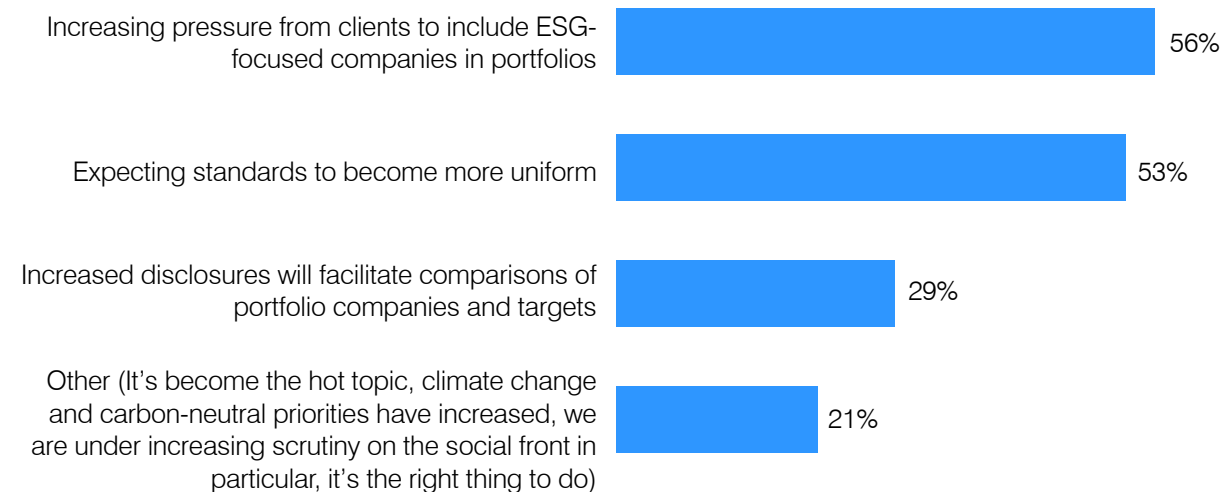 Increasing pressure from clients to include ESG-
focused companies in portfolios
56%
Expecting standards to become more uniform
53%
Increased disclosures will facilitate comparisons of
portfolio companies and targets
29%
Other (It’s become the hot topic, climate change
and carbon-neutral priorities have increased, we
are under increasing scrutiny on the social front in
particular, it’s the right thing to do)
21%